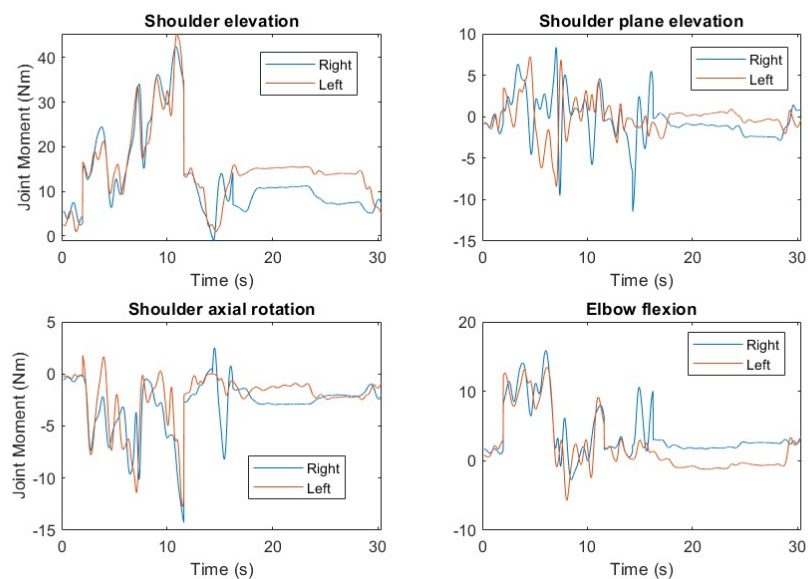 Shoulder elevation
Joint Moment (Nm)
40
30
20
10
0
Right
Left
0
10
20
30
Time (s)
Shoulder plane elevation
10
5
0
-5
-10
-15
Right
Left
0
10
20
30
Time (s)
Shoulder axial rotation
Joint Moment (Nm)
5
0
-5
-10
-15
Right
Left
0
10
20
30
Time (s)
Elbow flexion
20
10
0
-10
Right
Left
0
10
20
30
Time (s)